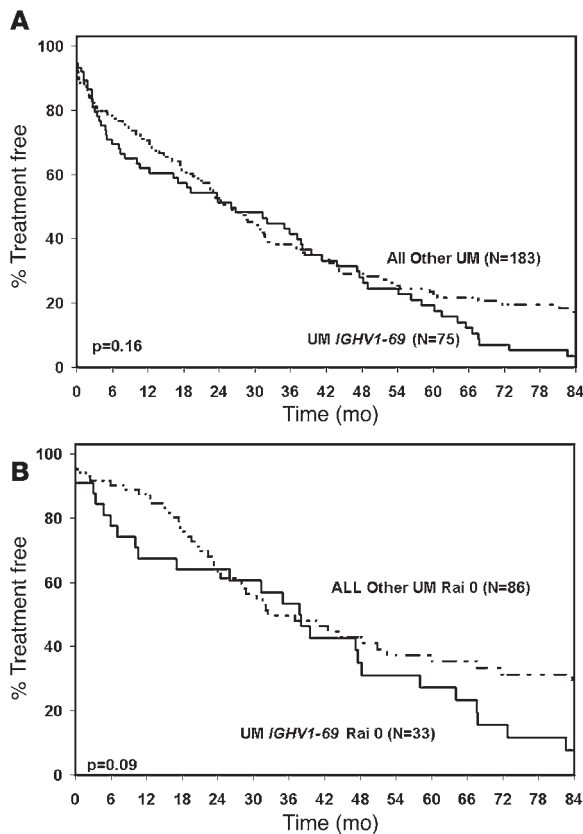 A
% Treatment free
100
80
60
40
20
0
All Other UM (N=183)
UM IGHV1-69 (N=75)
p=0.16
0 6 12 18 24 30 36 42 48 54 60 66 72 78 84
Time (mo)
B
% Treatment free
100
80
60
40
20
0
ALL Other UM Rai 0 (N=86)
UM IGHV1-69 Rai 0 (N=33)
p=0.09
0 6 12 18 24 30 36 42 48 54 60 66 72 78 84
Time (mo)